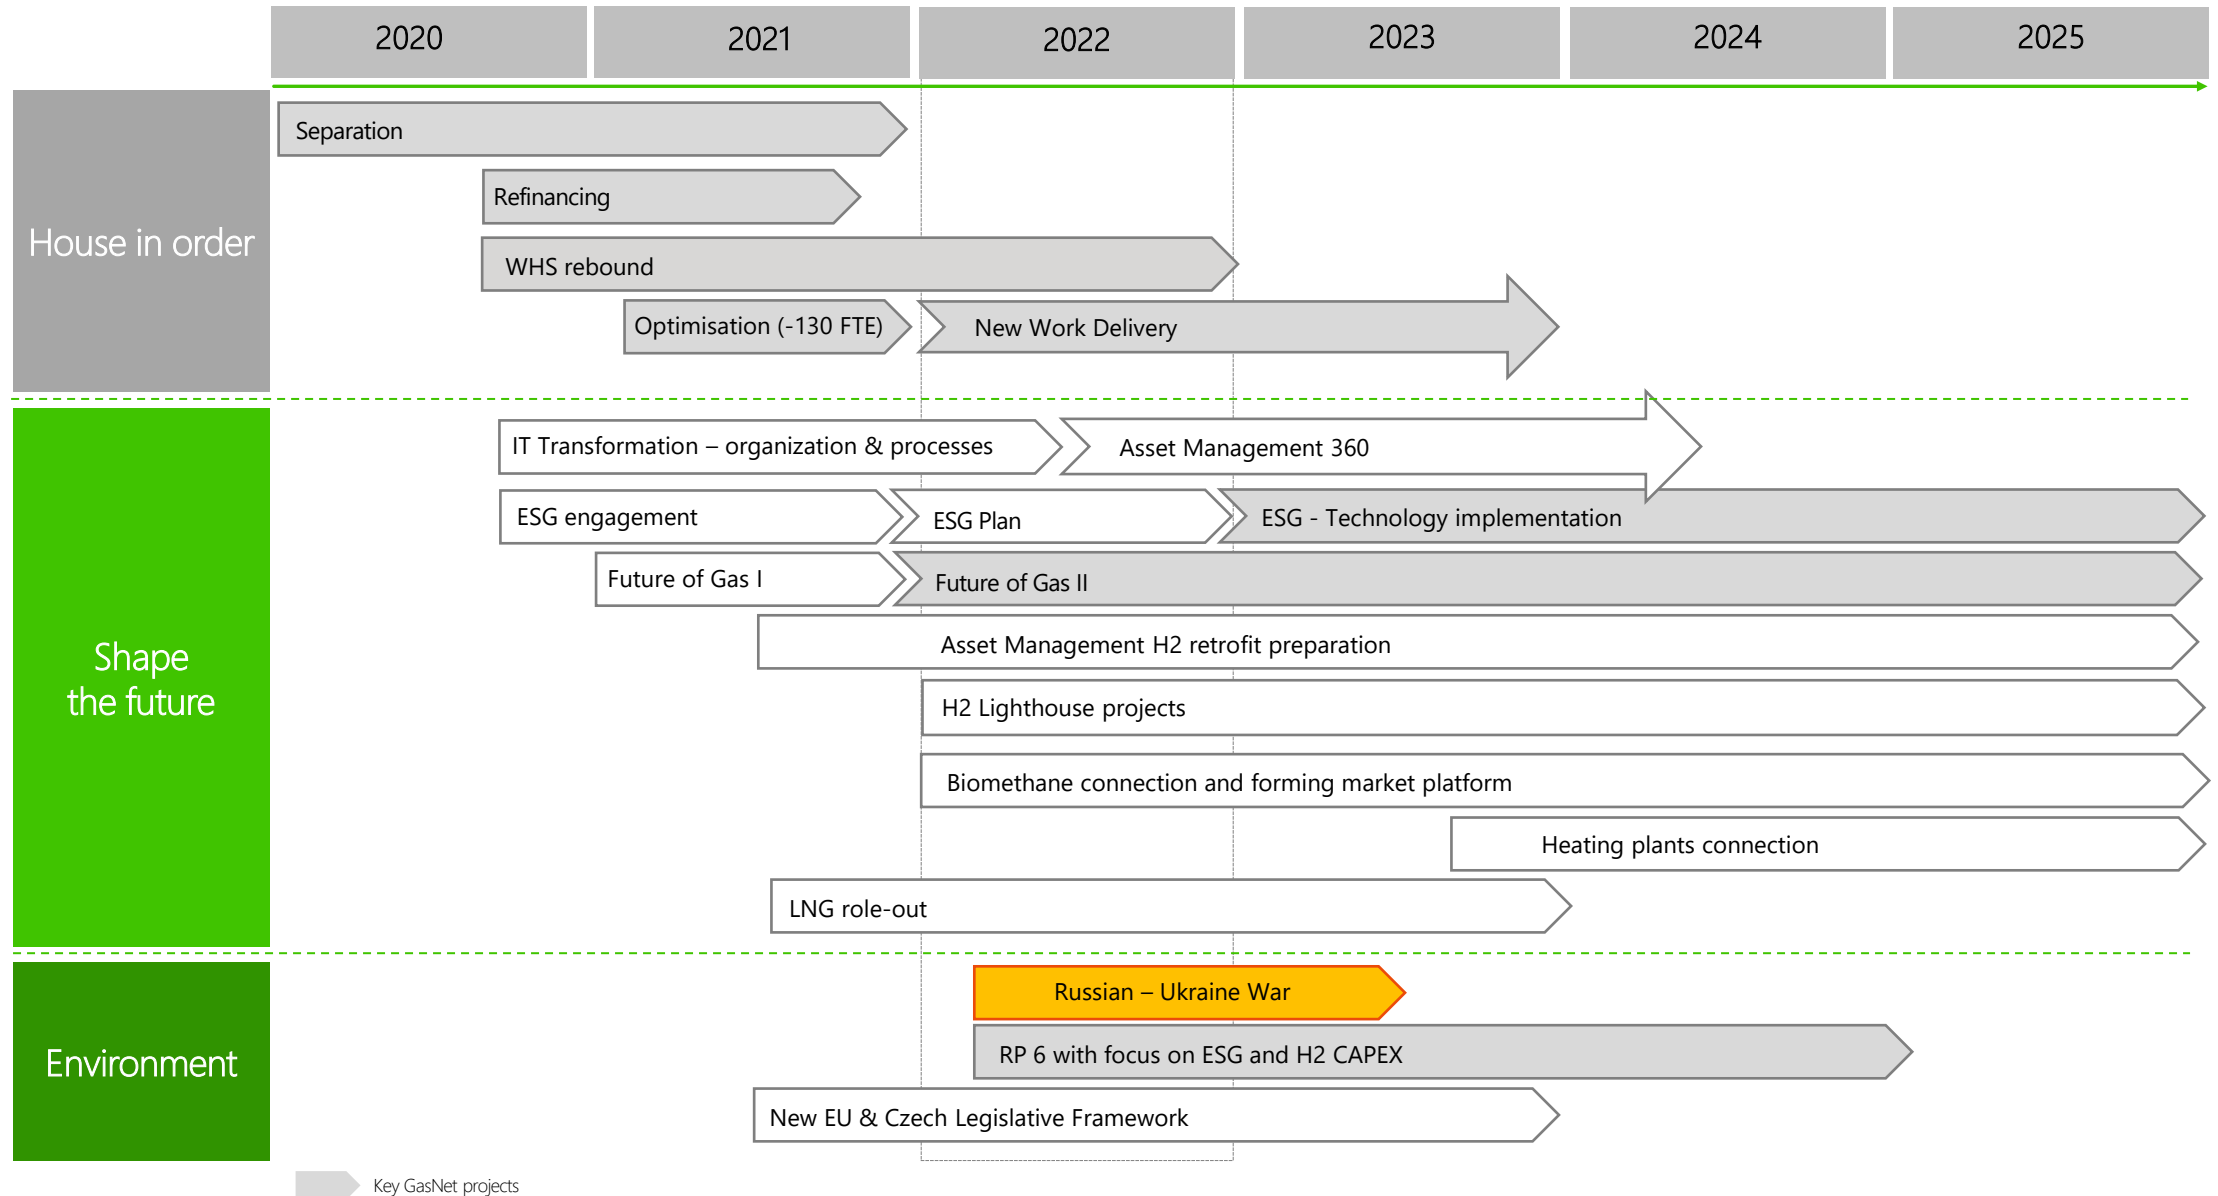 2020
2021
2022
2023
2024
2025
House in order
Separation
Refinancing
WHS rebound
Optimisation (-130 FTE)
New Work Delivery
Shape
the future
IT Transformation – organization & processes
Asset Management 360
ESG engagement
ESG Plan
ESG - Technology implementation
Future of Gas I
Future of Gas II
Asset Management H2 retrofit preparation
H2 Lighthouse projects
Biomethane connection and forming market platform
Heating plants connection
LNG role-out
Environment
Russian – Ukraine War
RP 6 with focus on ESG and H2 CAPEX
New EU & Czech Legislative Framework
Key GasNet projects